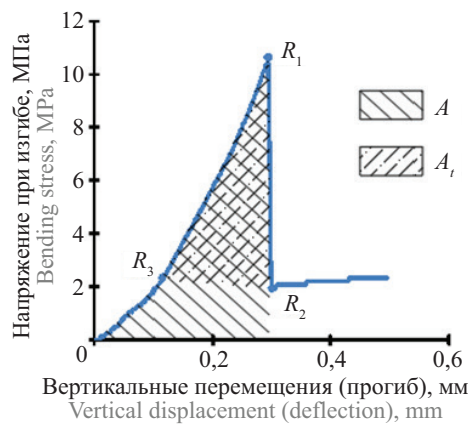 Напряжение при изгибе, МПа
Bending stress, MPa
12
10
8
6
4
2
0
0,2
0,4
0,6
R1
R2
R3
A
At
Вертикальные перемещения (прогиб), мм
Vertical displacement (deflection), mm